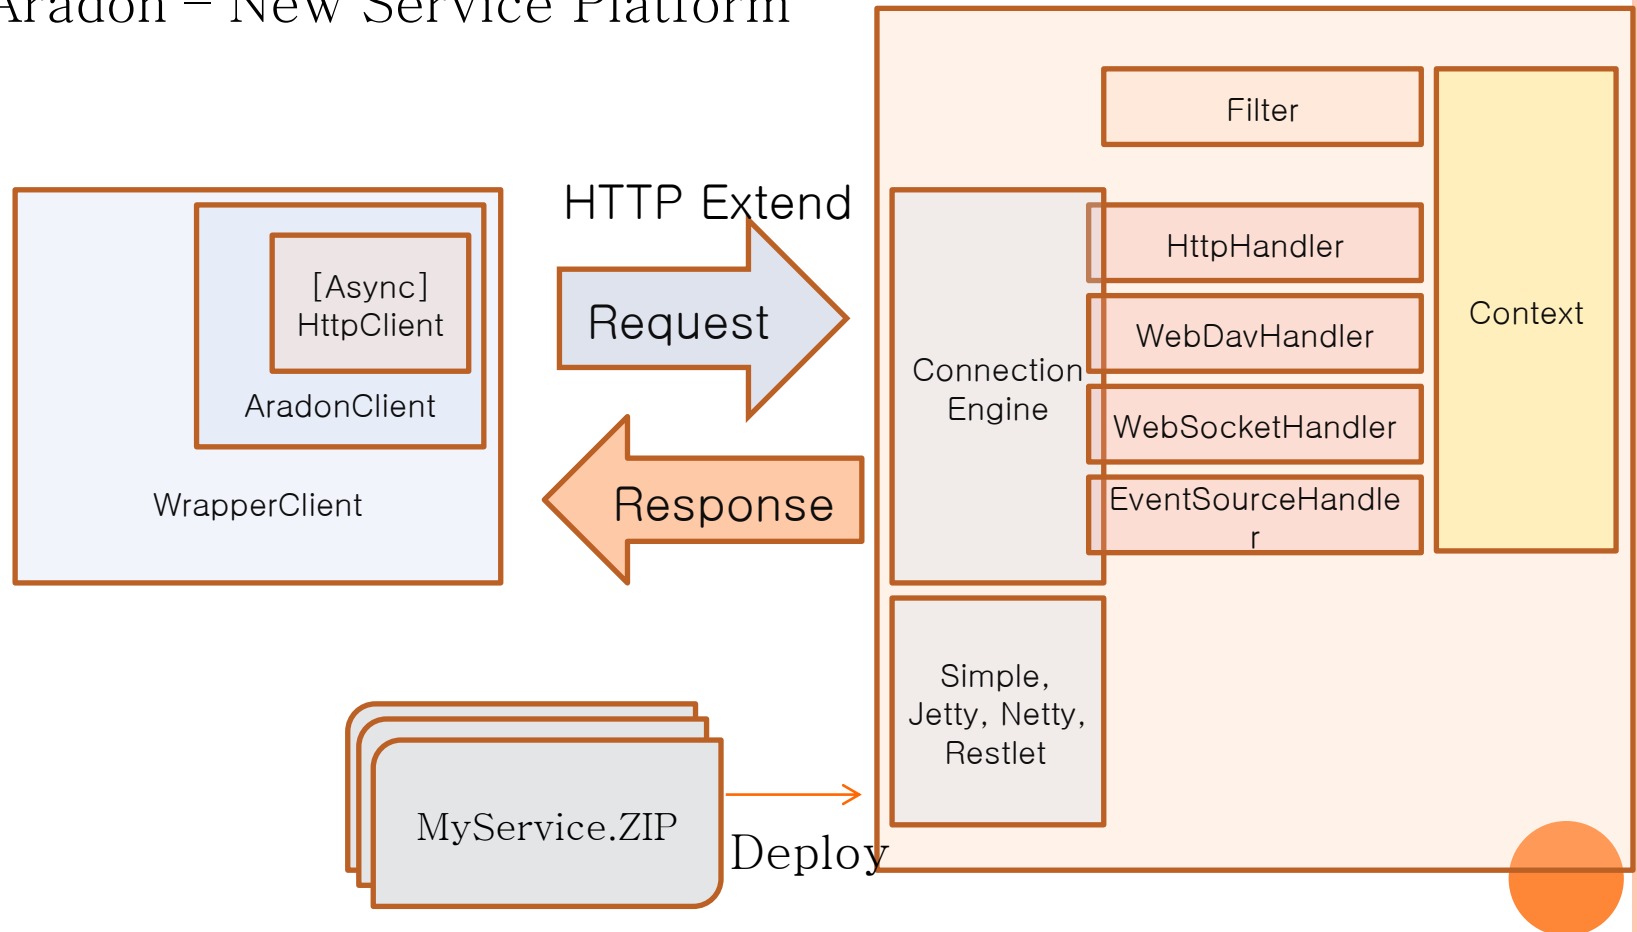 Aradon – New Service Platform
Filter
HTTP Extend
HttpHandler
[Async]
HttpClient
Request
Context
WebDavHandler
Connection
Engine
AradonClient
WebSocketHandler
WrapperClient
Response
EventSourceHandle
r
Simple,
Jetty, Netty,
Restlet
MyService.ZIP
Deploy